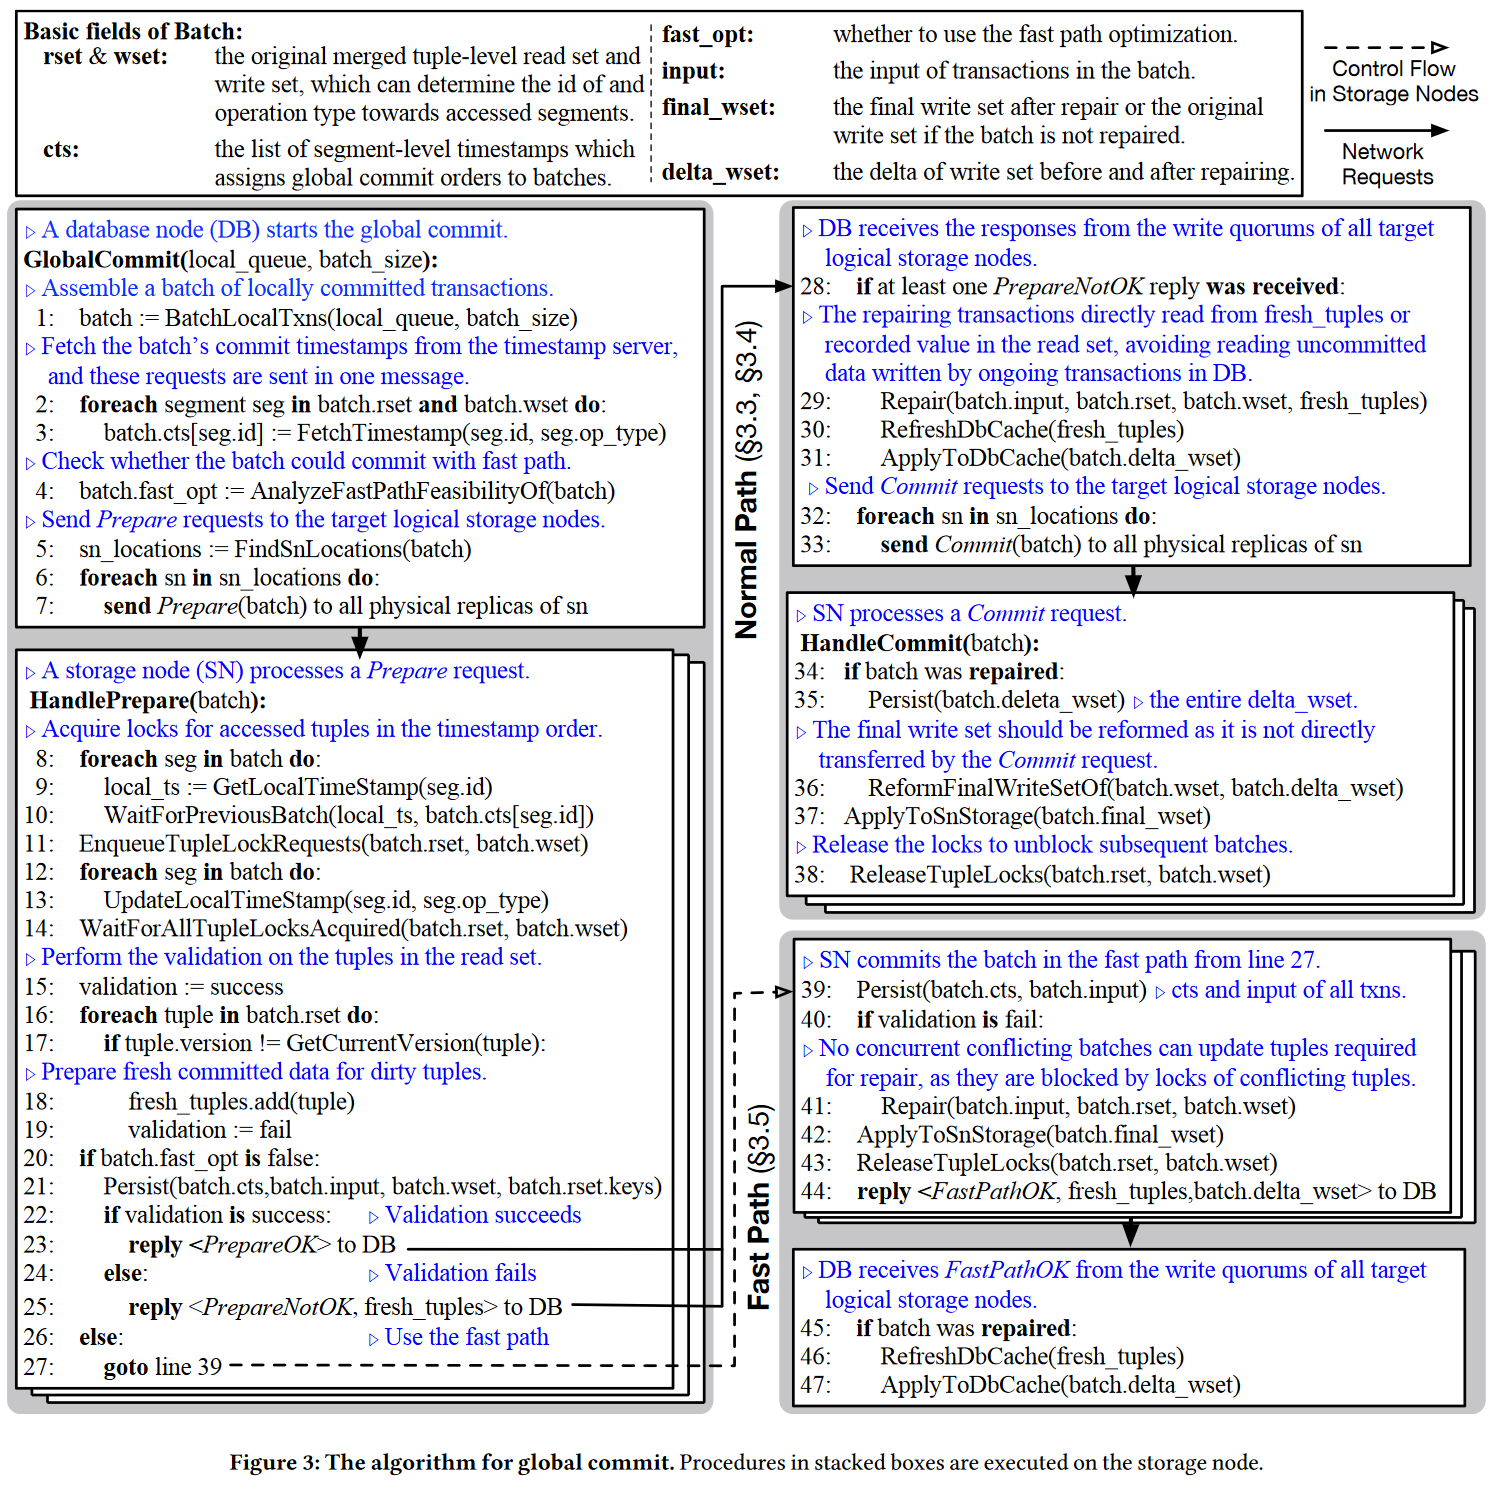 Basic fields of Batch:
rset & wset: the original merged tuple-level read set and
write set, which can determine the id of and
operation type towards accessed segments.
cts: the list of segment-level timestamps which
assigns global commit orders to batches.
fast_opt: whether to use the fast path optimization.
input: the input of transactions in the batch.
final_wset: the final write set after repair or the original
write set if the batch is not repaired.
delta_wset: the delta of write set before and after repairing.
Control Flow
in Storage Nodes
Network
Requests
▷ A database node (DB) starts the global commit.
GlobalCommit(local_queue, batch_size):
▷ Assemble a batch of locally committed transactions.
1: batch := BatchLocalTxns(local_queue, batch_size)
▷ Fetch the batch’s commit timestamps from the timestamp server,
and these requests are sent in one message.
2: foreach segment seg in batch.rset and batch.wset do:
3: batch.cts[seg.id] := FetchTimestamp(seg.id, seg.op_type)
▷ Check whether the batch could commit with fast path.
4: batch.fast_opt := AnalyzeFastPathFeasibilityOf(batch)
▷ Send Prepare requests to the target logical storage nodes.
5: sn_locations := FindSnLocations(batch)
6: foreach sn in sn_locations do:
7: send Prepare(batch) to all physical replicas of sn
▷ A storage node (SN) processes a Prepare request.
HandlePrepare(batch):
▷ Acquire locks for accessed tuples in the timestamp order.
8: foreach seg in batch do:
9: local_ts := GetLocalTimeStamp(seg.id)
10: WaitForPreviousBatch(local_ts, batch.cts[seg.id])
11: EnqueueTupleLockRequests(batch.rset, batch.wset)
12: foreach seg in batch do:
13: UpdateLocalTimeStamp(seg.id, seg.op_type)
14: WaitForAllTupleLocksAcquired(batch.rset, batch.wset)
▷ Perform the validation on the tuples in the read set.
15: validation := success
16: foreach tuple in batch.rset do:
17: if tuple.version != GetCurrentVersion(tuple):
▷ Prepare fresh committed data for dirty tuples.
18: fresh_tuples.add(tuple)
19: validation := fail
20: if batch.fast_opt is false:
21: Persist(batch.cts,batch.input, batch.wset, batch.rset.keys)
22: if validation is success: ▷ Validation succeeds
23: reply <PrepareOK> to DB
24: else: ▷ Validation fails
25: reply <PrepareNotOK, fresh_tuples> to DB
26: else: ▷ Use the fast path
27: goto line 39
Normal Path (§3.3, §3.4)
Fast Path (§3.5)
▷ DB receives the responses from the write quorums of all target
logical storage nodes.
28: if at least one PrepareNotOK reply was received:
▷ The repairing transactions directly read from fresh_tuples or
recorded value in the read set, avoiding reading uncommitted
data written by ongoing transactions in DB.
29: Repair(batch.input, batch.rset, batch.wset, fresh_tuples)
30: RefreshDbCache(fresh_tuples)
31: ApplyToDbCache(batch.delta_wset)
▷ Send Commit requests to the target logical storage nodes.
32: foreach sn in sn_locations do:
33: send Commit(batch) to all physical replicas of sn
▷ SN processes a Commit request.
HandleCommit(batch):
34: if batch was repaired:
35: Persist(batch.deleta_wset) ▷ the entire delta_wset.
▷ The final write set should be reformed as it is not directly
transferred by the Commit request.
36: ReformFinalWriteSetOf(batch.wset, batch.delta_wset)
37: ApplyToSnStorage(batch.final_wset)
▷ Release the locks to unblock subsequent batches.
38: ReleaseTupleLocks(batch.rset, batch.wset)
▷ SN commits the batch in the fast path from line 27.
39: Persist(batch.cts, batch.input) ▷ cts and input of all txns.
40: if validation is fail:
▷ No concurrent conflicting batches can update tuples required
for repair, as they are blocked by locks of conflicting tuples.
41: Repair(batch.input, batch.rset, batch.wset)
42: ApplyToSnStorage(batch.final_wset)
43: ReleaseTupleLocks(batch.rset, batch.wset)
44: reply <FastPathOK, fresh_tuples,batch.delta_wset> to DB
▷ DB receives FastPathOK from the write quorums of all target
logical storage nodes.
45: if batch was repaired:
46: RefreshDbCache(fresh_tuples)
47: ApplyToDbCache(batch.delta_wset)
Figure 3: The algorithm for global commit. Procedures in stacked boxes are executed on the storage node.